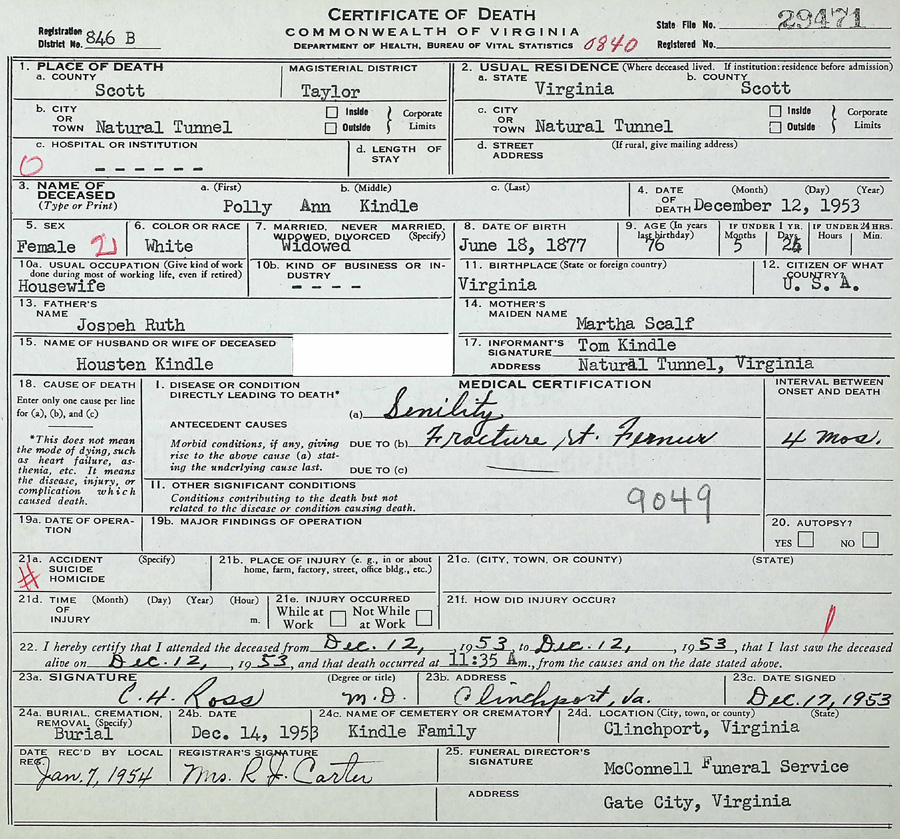 CERTIFICATE OF DEATH
COMMONWEALTH OF VIRGINIA
DEPARTMENT OF HEALTH, BUREAU OF VITAL STATISTICS 0840
Registration District No. 846 B
State File No. 29471
Registered No.
1. PLACE OF DEATH
a. COUNTY
Scott
MAGISTERIAL DISTRICT
Taylor
2. USUAL RESIDENCE (Where deceased lived. If institution: residence before admission)
a. STATE
Virginia
b. COUNTY
Scott
b. CITY OR TOWN Natural Tunnel
Inside
Outside
Corporate Limits
c. CITY OR TOWN Natural Tunnel
Inside
Outside
Corporate Limits
c. HOSPITAL OR INSTITUTION
0 - - - - - -
d. LENGTH OF STAY
d. STREET ADDRESS
(If rural, give mailing address)
3. NAME OF DECEASED
(Type or Print)
a. (First) b. (Middle) c. (Last)
Polly Ann Kindle
4. DATE OF DEATH
(Month) (Day) (Year)
December 12, 1953
5. SEX
Female 2
6. COLOR OR RACE
White
7. MARRIED, NEVER MARRIED, WIDOWED, DIVORCED (Specify)
Widowed
8. DATE OF BIRTH
June 18, 1877
9. AGE (In years last birthday)
76
IF UNDER 1 YR.
Months Days
5
IF UNDER 24 HRS.
Hours Min.
10a. USUAL OCCUPATION (Give kind of work done during most of working life, even if retired)
Housewife
10b. KIND OF BUSINESS OR INDUSTRY
- - - -
11. BIRTHPLACE (State or foreign country)
Virginia
12. CITIZEN OF WHAT COUNTRY?
U. S. A.
13. FATHER'S NAME
Jospeh Ruth
14. MOTHER'S MAIDEN NAME
Martha Scalf
15. NAME OF HUSBAND OR WIFE OF DECEASED
Housten Kindle
17. INFORMANT'S SIGNATURE Tom Kindle
ADDRESS Natural Tunnel, Virginia
18. CAUSE OF DEATH
Enter only one cause per line for (a), (b), and (c)
*This does not mean the mode of dying, such as heart failure, asthenia, etc. It means the disease, injury, or complication which caused death.
MEDICAL CERTIFICATION
I. DISEASE OR CONDITION DIRECTLY LEADING TO DEATH*
(a) Senility
ANTECEDENT CAUSES
Morbid conditions, if any, giving rise to the above cause (a) stating the underlying cause last.
DUE TO (b) Fracture rt. Femur
DUE TO (c)
INTERVAL BETWEEN ONSET AND DEATH
4 mos.
II. OTHER SIGNIFICANT CONDITIONS
Conditions contributing to the death but not related to the disease or condition causing death.
9049
19a. DATE OF OPERATION
19b. MAJOR FINDINGS OF OPERATION
20. AUTOPSY?
YES NO
21a. ACCIDENT (Specify)
SUICIDE
HOMICIDE
#
21b. PLACE OF INJURY (e. g., in or about home, farm, factory, street, office bldg., etc.)
21c. (CITY, TOWN, OR COUNTY) (STATE)
21d. TIME OF INJURY
(Month) (Day) (Year) (Hour)
m.
21e. INJURY OCCURRED
While at Work
Not While at Work
21f. HOW DID INJURY OCCUR?
22. I hereby certify that I attended the deceased from Dec. 12, 1953 to Dec. 12, 1953, that I last saw the deceased
alive on Dec. 12, 1953, and that death occurred at 11:35 Am., from the causes and on the date stated above.
23a. SIGNATURE (Degree or title)
C. H. Ross M.D.
23b. ADDRESS
Clinchport, Va.
23c. DATE SIGNED
Dec. 17, 1953
24a. BURIAL, CREMATION, REMOVAL (Specify)
Burial
24b. DATE
Dec. 14, 1953
24c. NAME OF CEMETERY OR CREMATORY
Kindle Family
24d. LOCATION (City, town, or county) (State)
Clinchport, Virginia
DATE REC'D BY LOCAL REG.
Jan. 7, 1954
REGISTRAR'S SIGNATURE
Mrs. R. J. Carter
25. FUNERAL DIRECTOR'S SIGNATURE
McConnell Funeral Service
ADDRESS
Gate City, Virginia